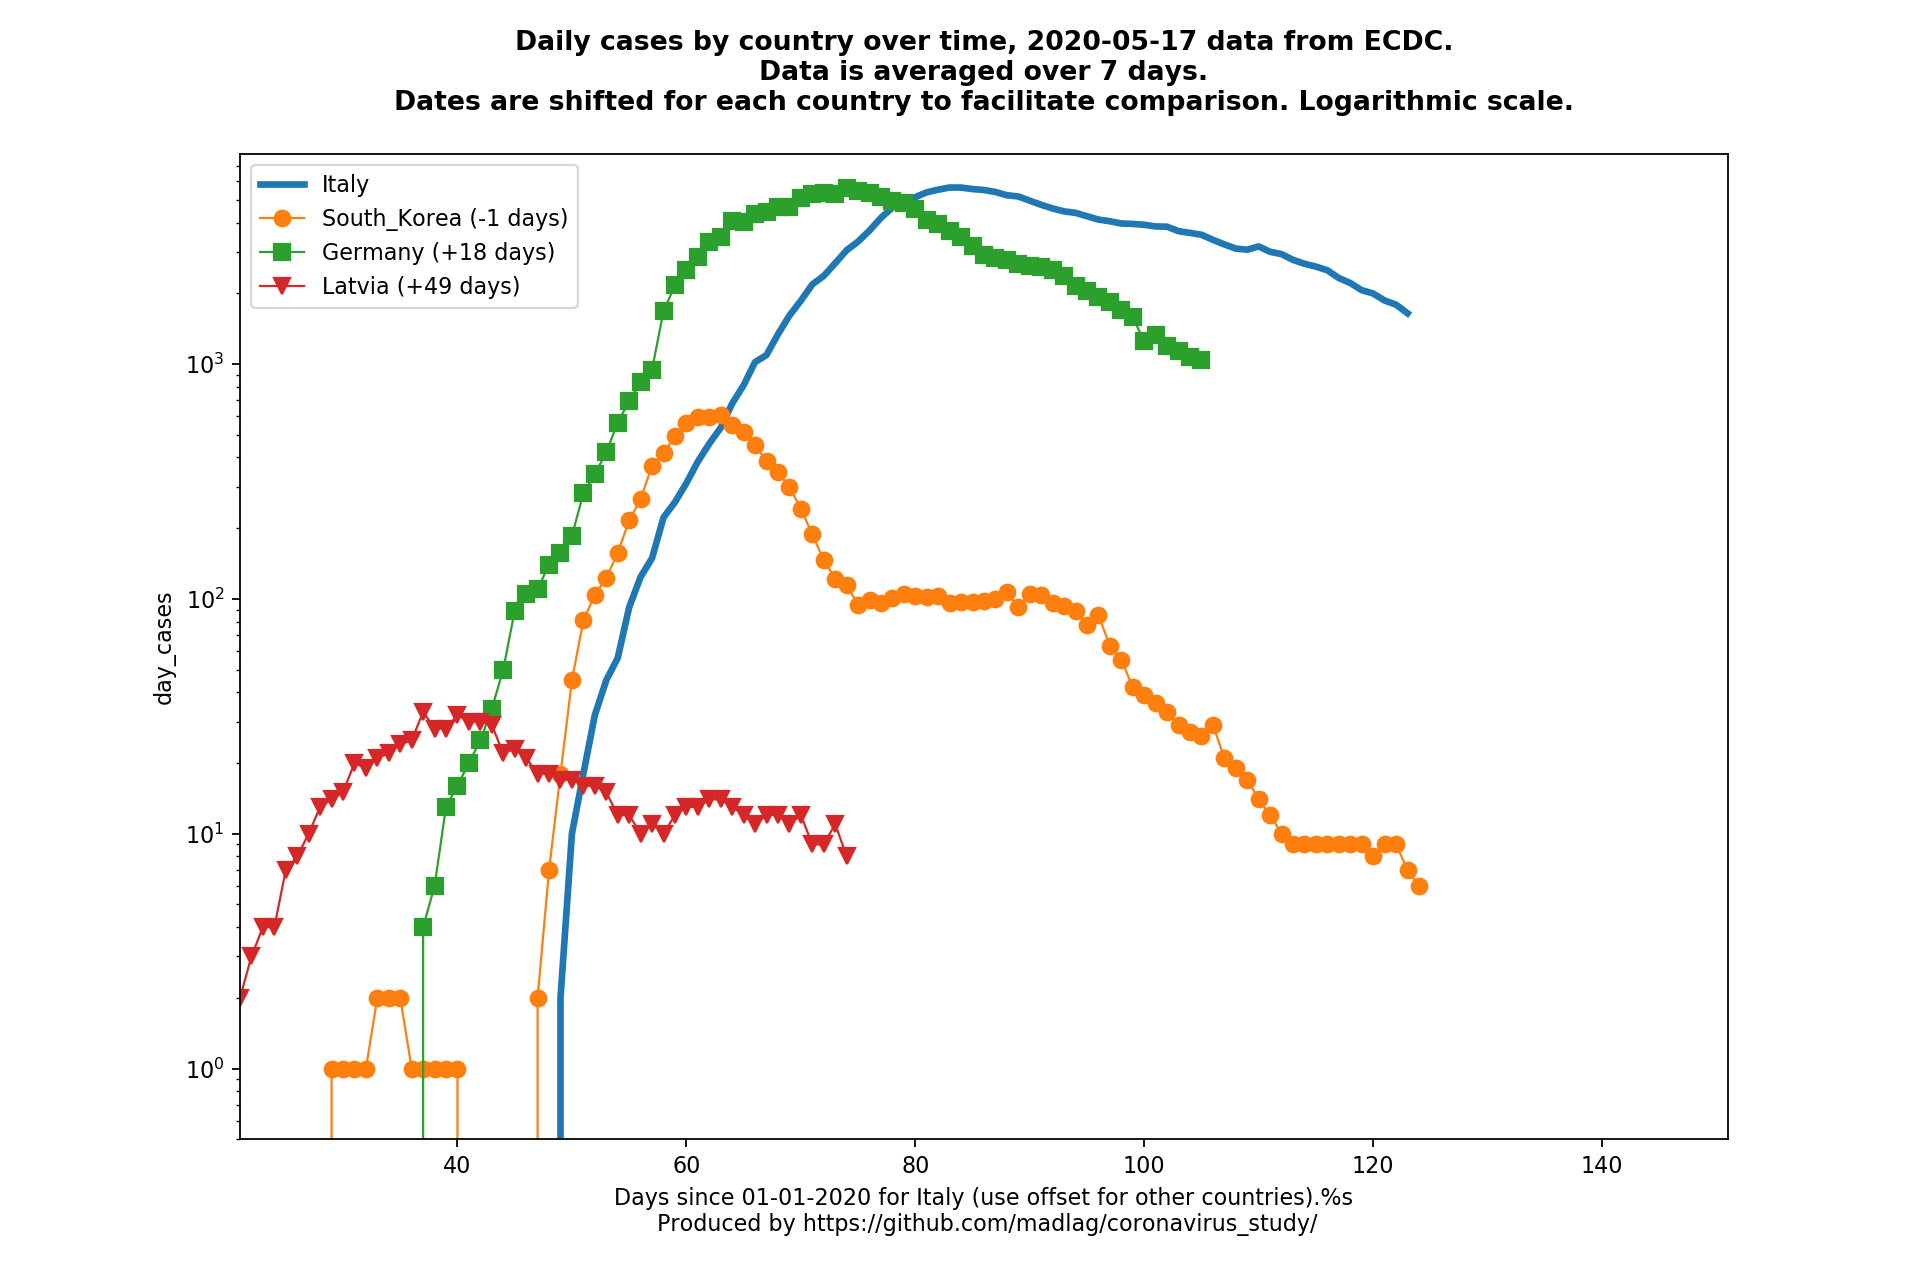 Daily cases by country over time, 2020-05-17 data from ECDC.
Data is averaged over 7 days.
Dates are shifted for each country to facilitate comparison. Logarithmic scale.
Italy
South_Korea (-1 days)
Germany (+18 days)
Latvia (+49 days)
10³
10²
10¹
10⁰
day_cases
40 60 80 100 120 140
Days since 01-01-2020 for Italy (use offset for other countries).%s
Produced by https://github.com/madlag/coronavirus_study/